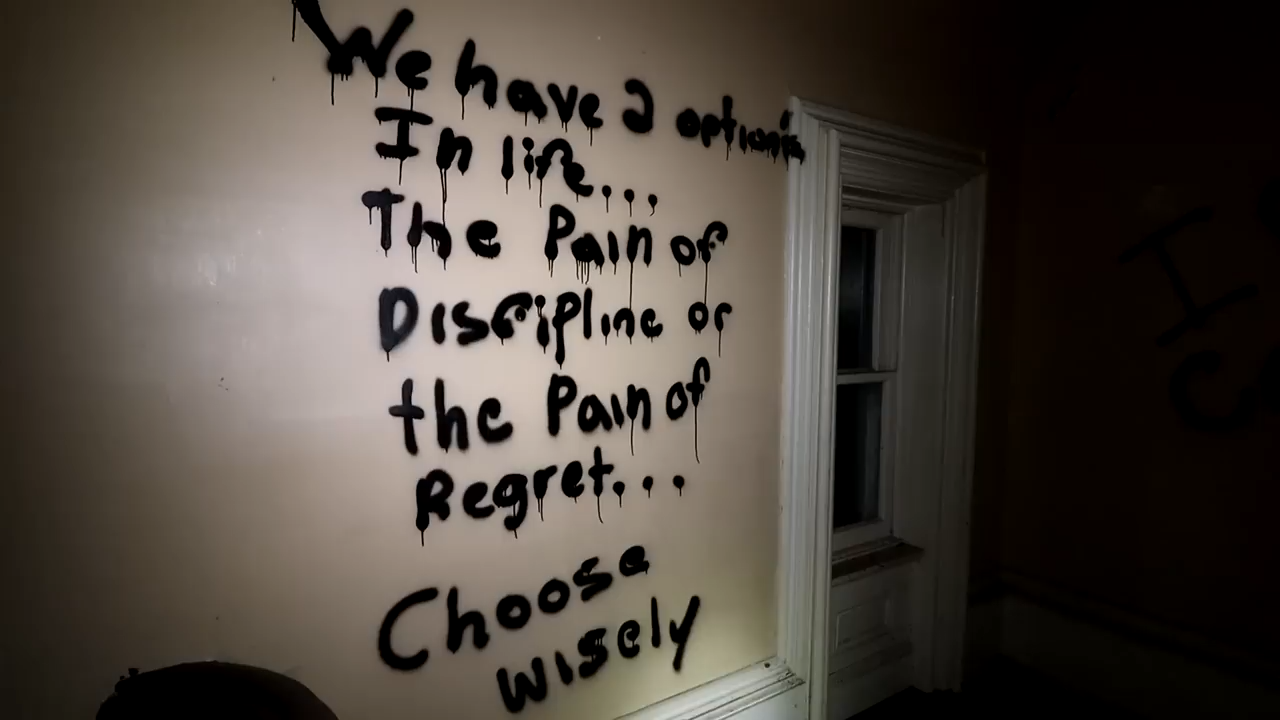 We have 2 options
In life...
The Pain of
Discipline or
the Pain of
Regret...
Choose
wisely
I